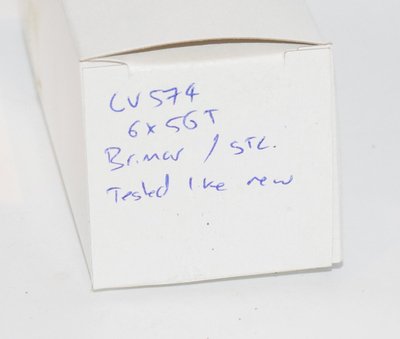 CV574
6x5GT
Brimar / STC.
Tested like new